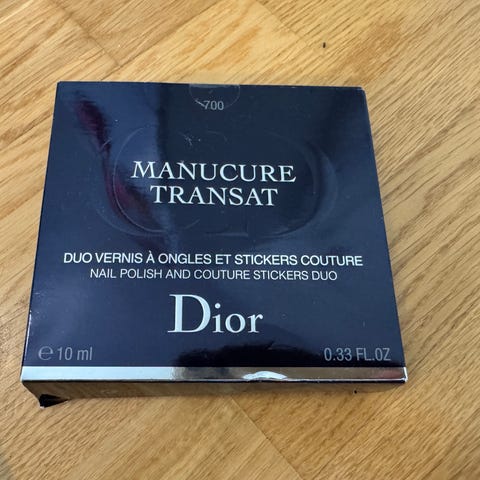 700
MANUCURE
TRANSAT
DUO VERNIS À ONGLES ET STICKERS COUTURE
NAIL POLISH AND COUTURE STICKERS DUO
Dior
℮ 10 ml 0.33 FL.OZ